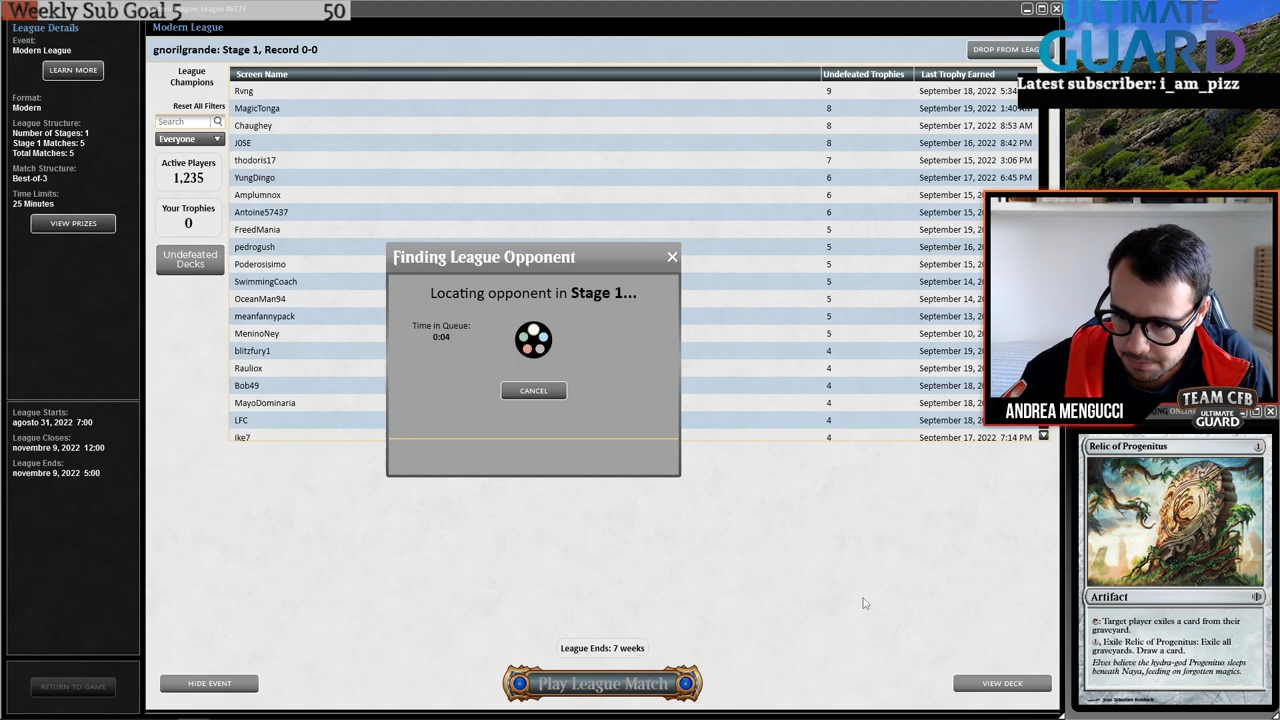 Weekly Sub Goal 5 50
League: League #6773
League Details
Event:
Modern League
LEARN MORE
Format:
Modern
League Structure:
Number of Stages: 1
Stage 1 Matches: 5
Total Matches: 5
Match Structure:
Best-of-3
Time Limits:
25 Minutes
VIEW PRIZES
League Starts:
agosto 31, 2022 7:00
League Closes:
novembre 9, 2022 12:00
League Ends:
novembre 9, 2022 5:00
RETURN TO GAME
Modern League
gnorilgrande: Stage 1, Record 0-0
DROP FROM LEAG
League
Champions
Reset All Filters
Search
Everyone
Active Players
1,235
Your Trophies
0
Undefeated
Decks
Screen Name Undefeated Trophies Last Trophy Earned
Rvng 9 September 18, 2022 5:34
MagicTonga 8 September 19, 2022 1:40 AM
Chaughey 8 September 17, 2022 8:53 AM
J0SE 8 September 16, 2022 8:42 PM
thodoris17 7 September 15, 2022 3:06 PM
YungDingo 6 September 17, 2022 6:45 PM
Amplumnox 6 September 15, 20
Antoine57437 6 September 15, 20
FreedMania 5 September 19, 20
pedrogush 5 September 16, 20
Poderosisimo 5 September 15, 20
SwimmingCoach 5 September 14, 20
OceanMan94 5 September 14, 20
meanfannypack 5 September 13, 20
MeninoNey 5 September 10, 20
blitzfury1 4 September 19, 20
Rauliox 4 September 19, 20
Bob49 4 September 18, 20
MayoDominaria 4 September 18, 20
LFC 4 September 18, 20
Ike7 4 September 17, 2022 7:14 PM
Finding League Opponent
Locating opponent in Stage 1...
Time in Queue:
0:04
CANCEL
League Ends: 7 weeks
HIDE EVENT
Play League Match
VIEW DECK
ULTIMATE
GUARD
Latest subscriber: i_am_pizz
ANDREA MENGUCCI
TEAM CFB
ULTIMATE
GUARD
Relic of Progenitus 1
Artifact
: Target player exiles a card from their
graveyard.
1, Exile Relic of Progenitus: Exile all
graveyards. Draw a card.
Elves believe the hydra-god Progenitus sleeps
beneath Naya, feeding on forgotten magics.